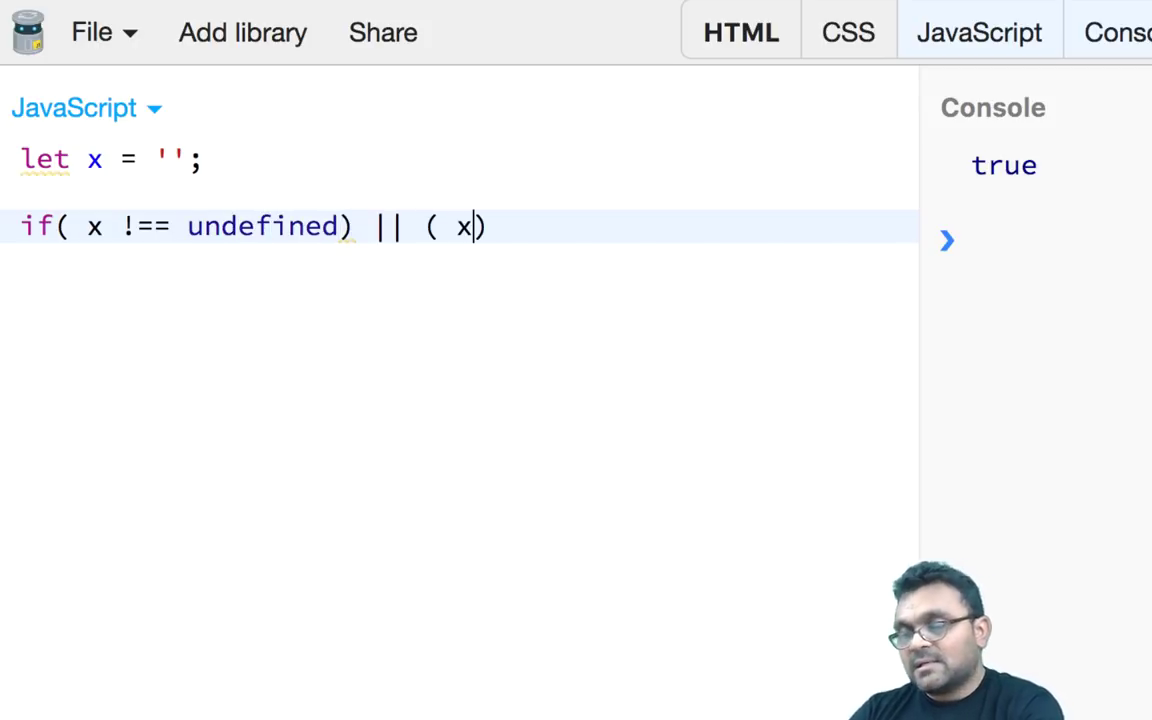 File Add library Share HTML CSS JavaScript Conso
JavaScript
Console
let x = '';
true
if( x !== undefined) || ( x)
❯